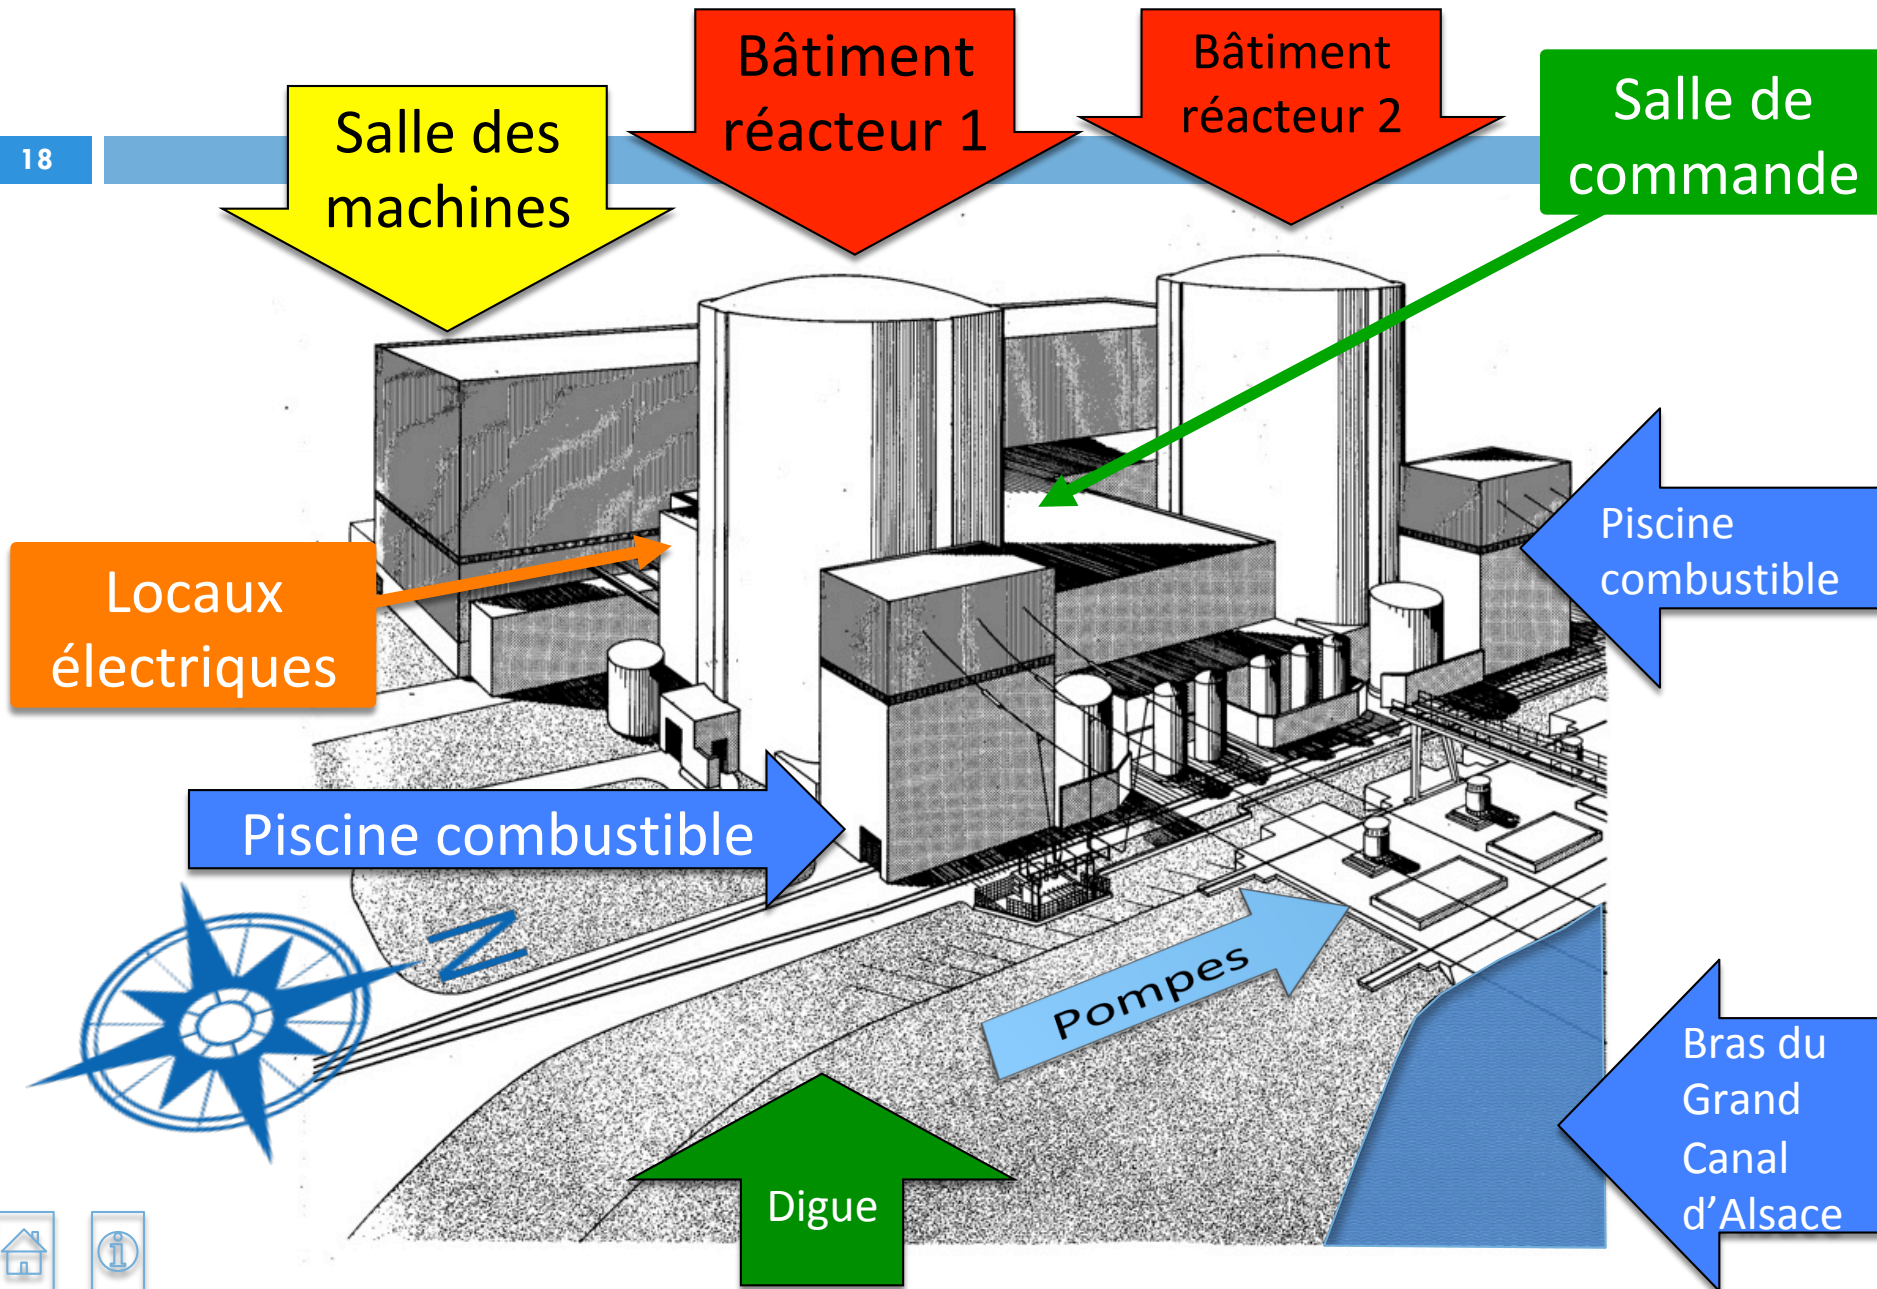 Bâtiment
réacteur 1
Bâtiment
réacteur 2
Salle de
commande
Salle des
machines
18
Piscine
combustible
Locaux
électriques
Piscine combustible
N
Pompes
Bras du
Grand
Canal
d’Alsace
Digue